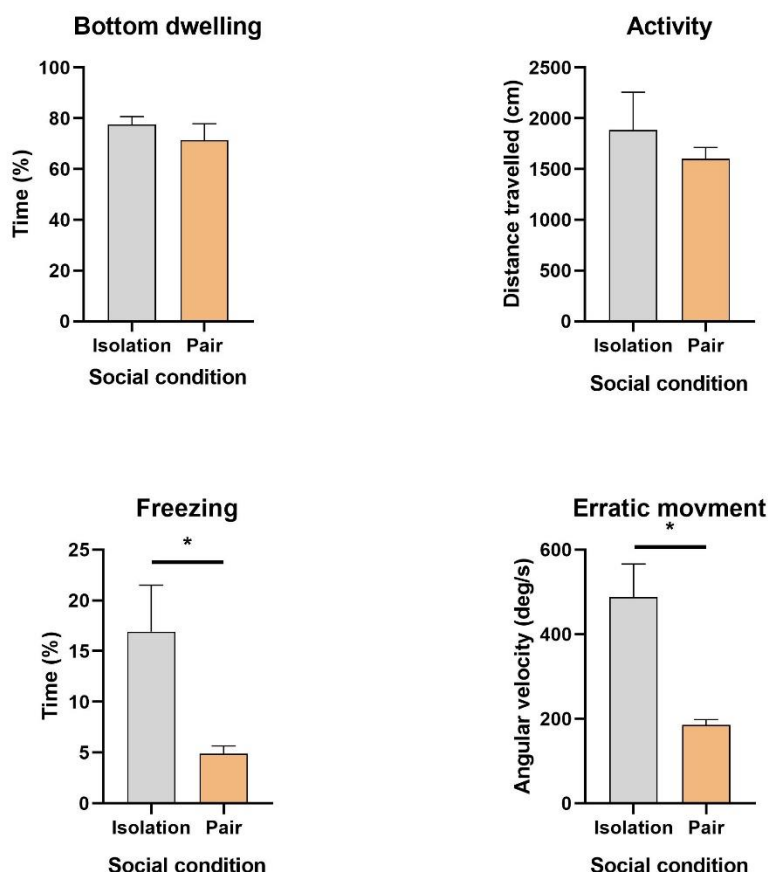 Bottom dwelling
100
80
60
40
20
0
Time (%)
Isolation Pair
Social condition
Activity
2500
2000
1500
1000
500
0
Distance travelled (cm)
Isolation Pair
Social condition
Freezing
25
20
15
10
5
0
Time (%)
*
Isolation Pair
Social condition
Erratic movment
600
400
200
0
Angular velocity (deg/s)
*
Isolation Pair
Social condition